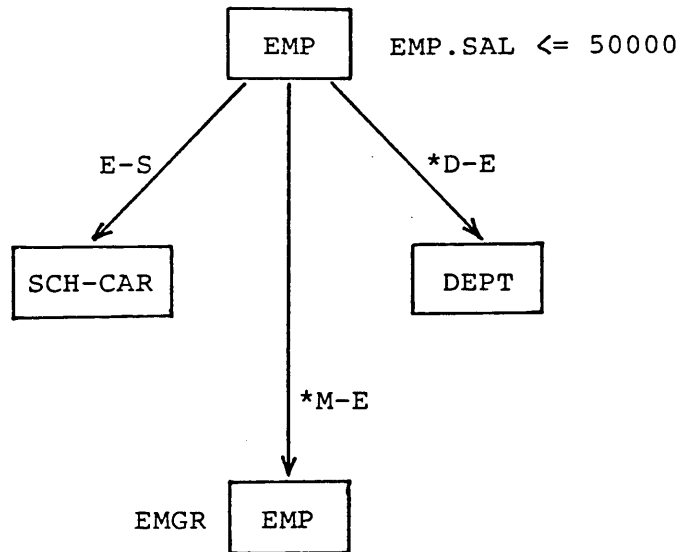 EMP EMP.SAL <= 50000
E-S *D-E
SCH-CAR DEPT
*M-E
EMGR EMP